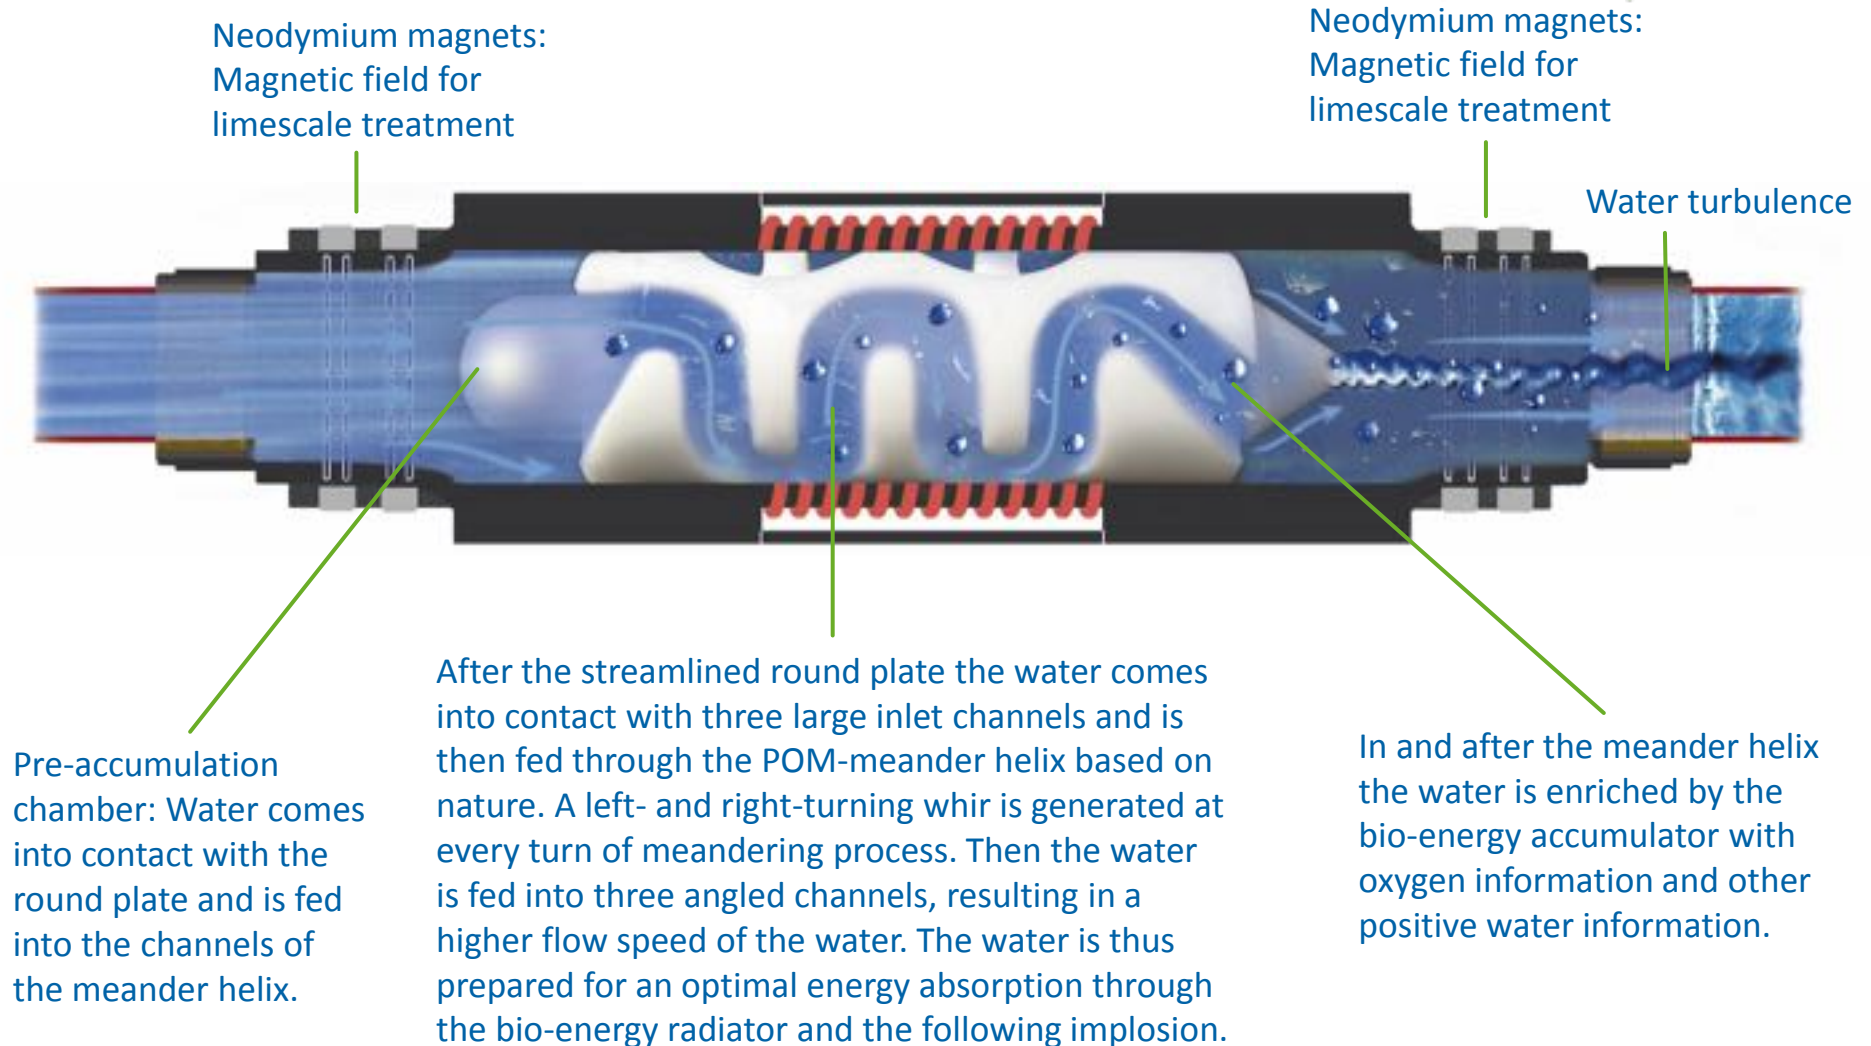 Neodymium magnets:
Magnetic field for
limescale treatment
Neodymium magnets:
Magnetic field for
limescale treatment
Water turbulence
Pre-accumulation
chamber: Water comes
into contact with the
round plate and is fed
into the channels of
the meander helix.
After the streamlined round plate the water comes
into contact with three large inlet channels and is
then fed through the POM-meander helix based on
nature. A left- and right-turning whir is generated at
every turn of meandering process. Then the water
is fed into three angled channels, resulting in a
higher flow speed of the water. The water is thus
prepared for an optimal energy absorption through
the bio-energy radiator and the following implosion.
In and after the meander helix
the water is enriched by the
bio-energy accumulator with
oxygen information and other
positive water information.